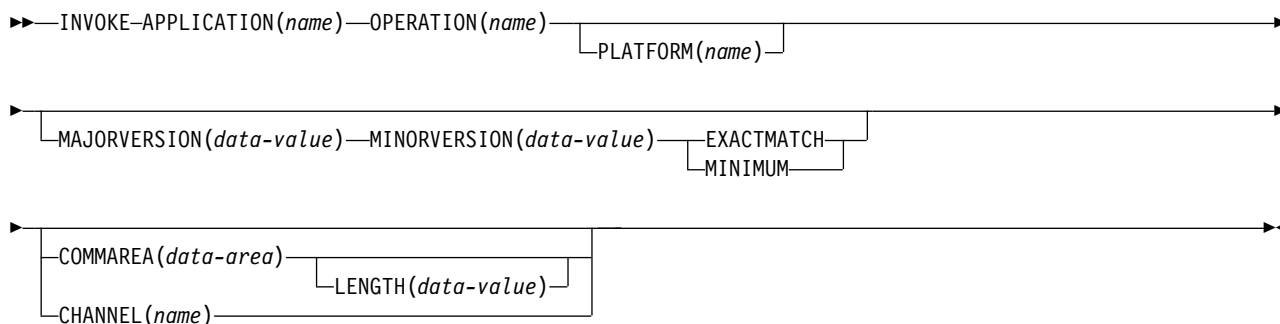 INVOKE APPLICATION(name) OPERATION(name)
PLATFORM(name)
MAJORVERSION(data-value) MINORVERSION(data-value) EXACTMATCH
MINIMUM
COMMAREA(data-area)
LENGTH(data-value)
CHANNEL(name)